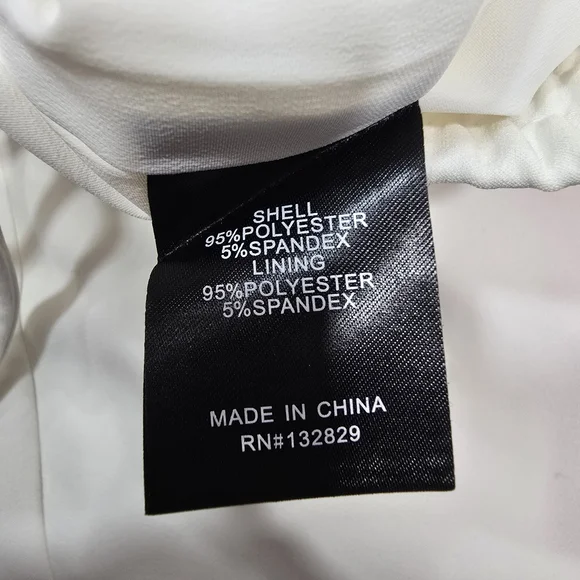 SHELL
95%POLYESTER
5%SPANDEX
LINING
95%POLYESTER
5%SPANDEX
MADE IN CHINA
RN#132829